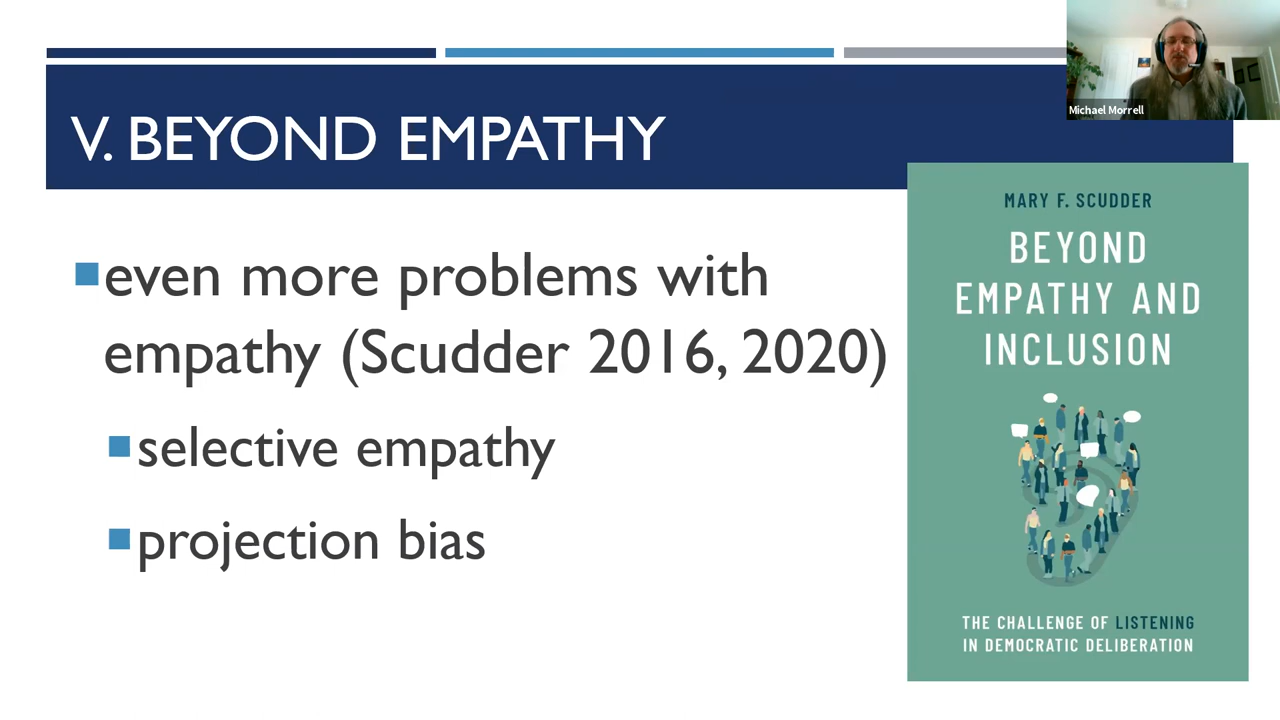 V. BEYOND EMPATHY
Michael Morrell
even more problems with
empathy (Scudder 2016, 2020)
selective empathy
projection bias
MARY F. SCUDDER
BEYOND
EMPATHY AND
INCLUSION
THE CHALLENGE OF LISTENING
IN DEMOCRATIC DELIBERATION